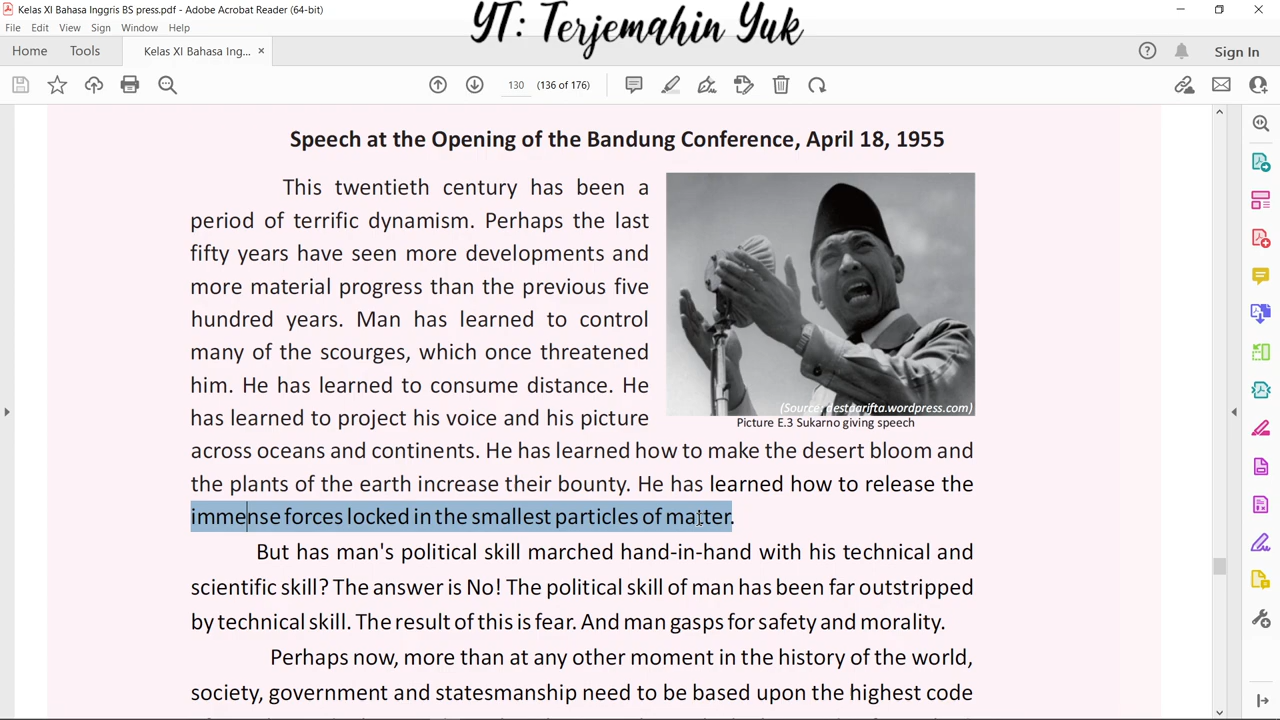 Kelas XI Bahasa Inggris BS press.pdf - Adobe Acrobat Reader (64-bit)
YT: Terjemahin Yuk
File Edit View Sign Window Help
Home Tools Kelas XI Bahasa Ing... × Sign In
130 (136 of 176)
Speech at the Opening of the Bandung Conference, April 18, 1955
This twentieth century has been a
period of terrific dynamism. Perhaps the last
fifty years have seen more developments and
more material progress than the previous five
hundred years. Man has learned to control
many of the scourges, which once threatened
him. He has learned to consume distance. He
has learned to project his voice and his picture
(Source: destdarifta.wordpress.com)
Picture E.3 Sukarno giving speech
across oceans and continents. He has learned how to make the desert bloom and
the plants of the earth increase their bounty. He has learned how to release the
immense forces locked in the smallest particles of matter.
But has man's political skill marched hand-in-hand with his technical and
scientific skill? The answer is No! The political skill of man has been far outstripped
by technical skill. The result of this is fear. And man gasps for safety and morality.
Perhaps now, more than at any other moment in the history of the world,
society, government and statesmanship need to be based upon the highest code